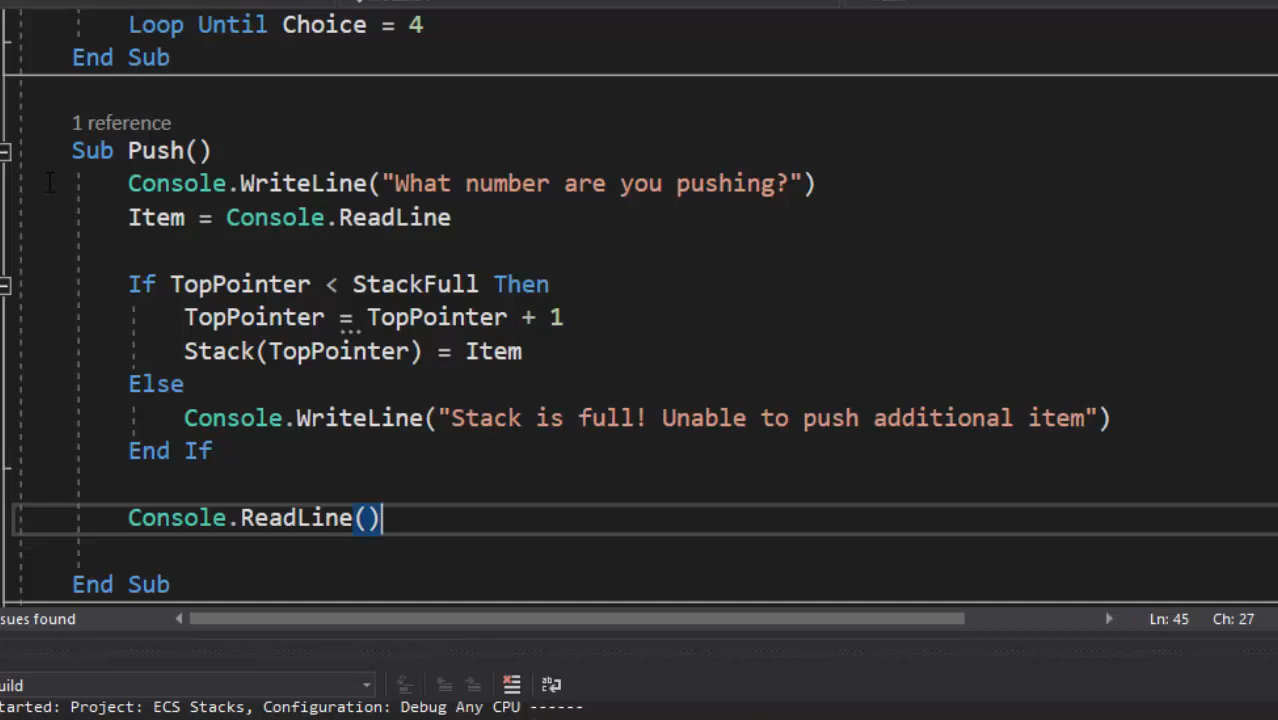 Loop Until Choice = 4
End Sub
1 reference
Sub Push()
Console.WriteLine("What number are you pushing?")
Item = Console.ReadLine
If TopPointer < StackFull Then
TopPointer = TopPointer + 1
Stack(TopPointer) = Item
Else
Console.WriteLine("Stack is full! Unable to push additional item")
End If
Console.ReadLine()
End Sub
sues found Ln: 45 Ch: 27
uild
tarted: Project: ECS Stacks, Configuration: Debug Any CPU ------